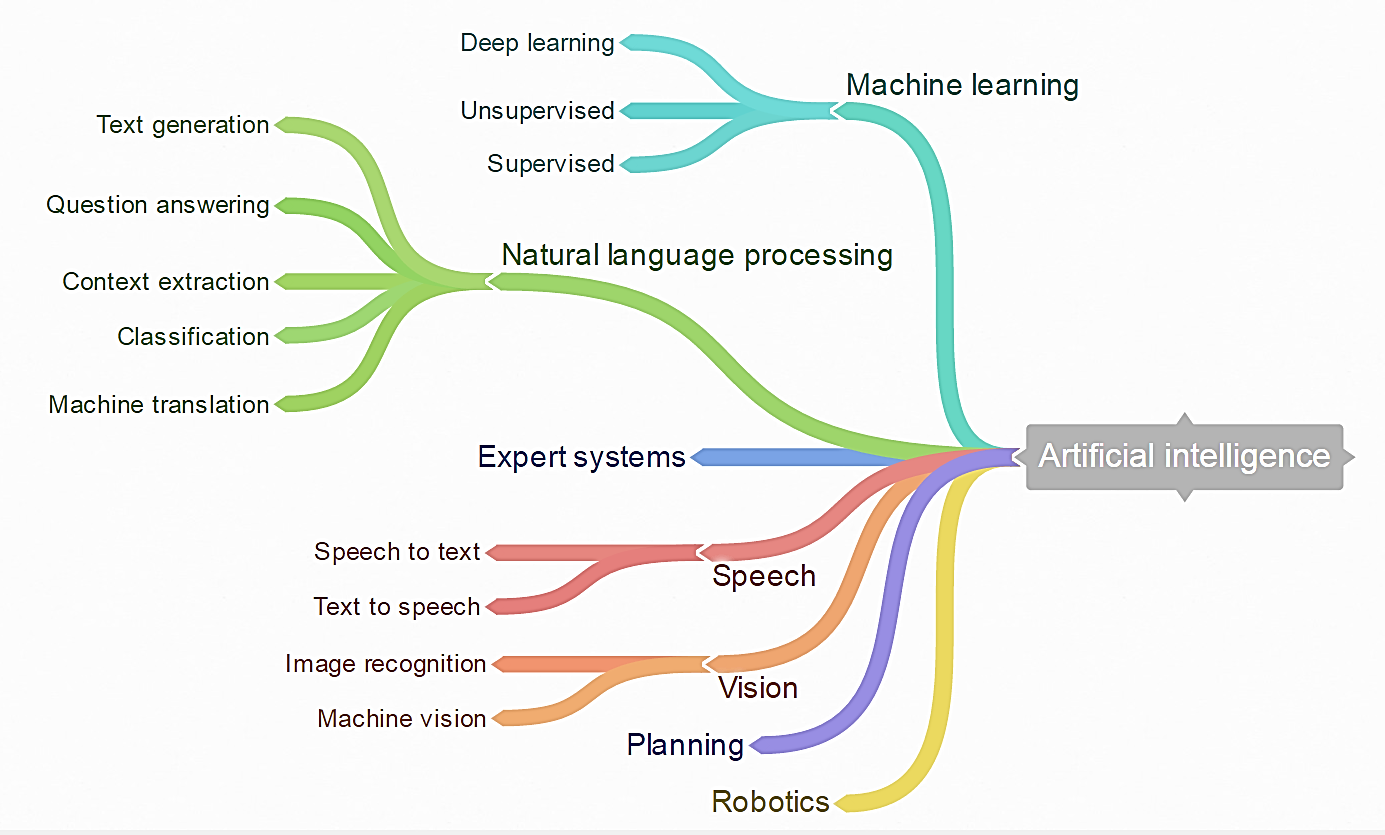 Deep learning
Machine learning
Unsupervised
Text generation
Supervised
Question answering
Natural language processing
Context extraction
Classification
Machine translation
Expert systems
Artificial intelligence
Speech to text
Speech
Text to speech
Image recognition
Vision
Machine vision
Planning
Robotics